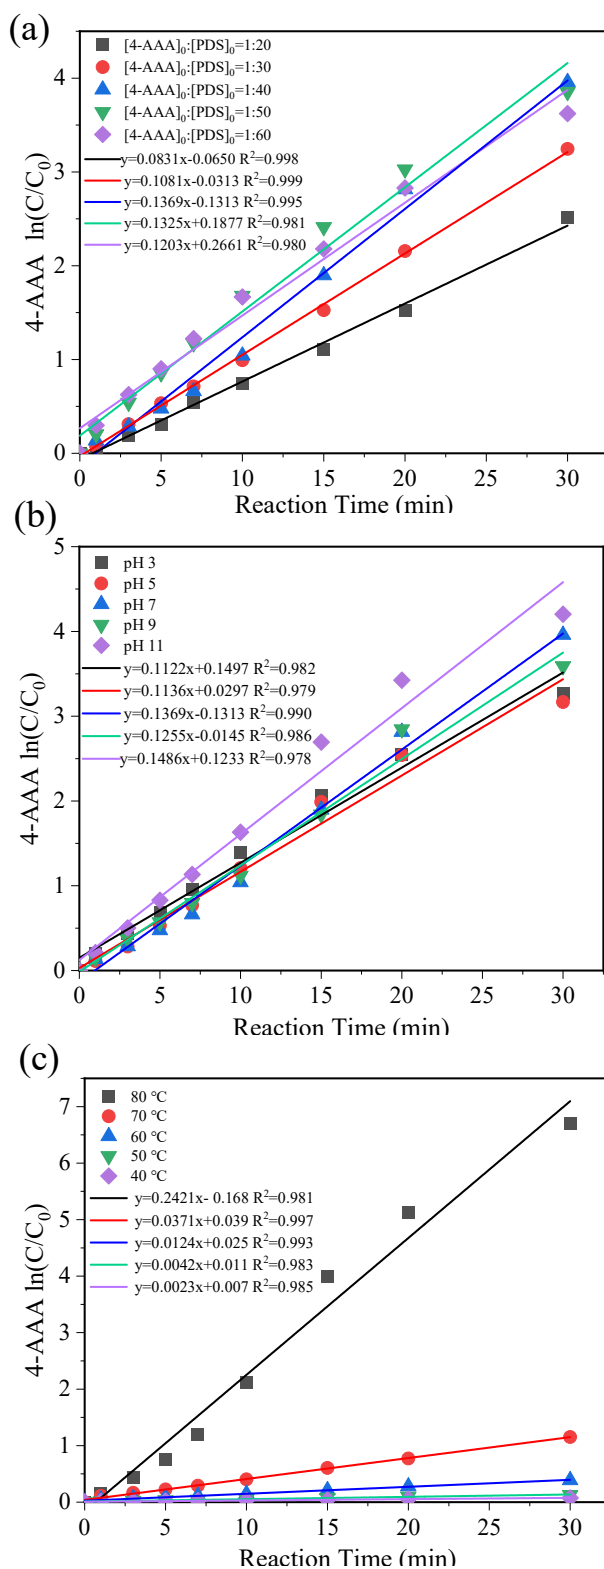 (a)
[4-AAA]₀:[PDS]₀=1:20
[4-AAA]₀:[PDS]₀=1:30
[4-AAA]₀:[PDS]₀=1:40
[4-AAA]₀:[PDS]₀=1:50
[4-AAA]₀:[PDS]₀=1:60
y=0.0831x-0.0650 R²=0.998
y=0.1081x-0.0313 R²=0.999
y=0.1369x-0.1313 R²=0.995
y=0.1325x+0.1877 R²=0.981
y=0.1203x+0.2661 R²=0.980
4-AAA ln(C/C₀)
4
3
2
1
0
0 5 10 15 20 25 30
Reaction Time (min)
(b)
pH 3
pH 5
pH 7
pH 9
pH 11
y=0.1122x+0.1497 R²=0.982
y=0.1136x+0.0297 R²=0.979
y=0.1369x-0.1313 R²=0.990
y=0.1255x-0.0145 R²=0.986
y=0.1486x+0.1233 R²=0.978
4-AAA ln(C/C₀)
5
4
3
2
1
0
0 5 10 15 20 25 30
Reaction Time (min)
(c)
80 °C
70 °C
60 °C
50 °C
40 °C
y=0.2421x- 0.168 R²=0.981
y=0.0371x+0.039 R²=0.997
y=0.0124x+0.025 R²=0.993
y=0.0042x+0.011 R²=0.983
y=0.0023x+0.007 R²=0.985
4-AAA ln(C/C₀)
7
6
5
4
3
2
1
0
0 5 10 15 20 25 30
Reaction Time (min)